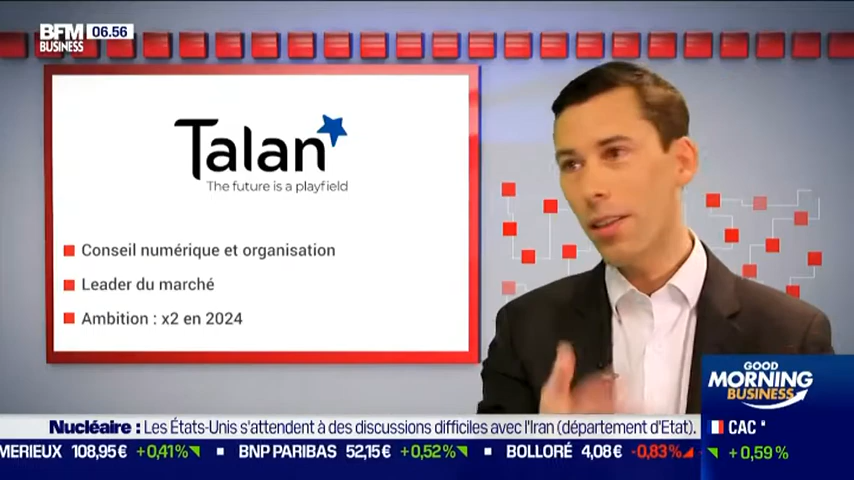 BFM
BUSINESS
06.56
Talan
The future is a playfield
Conseil numérique et organisation
Leader du marché
Ambition : x2 en 2024
GOOD
MORNING
BUSINESS
Nucléaire : Les États-Unis s'attendent à des discussions difficiles avec l'Iran (département d'Etat).
CAC
MERIEUX 108,95€ +0,41% BNP PARIBAS 52,15€ +0,52% BOLLORÉ 4,08€ -0,83%
+0,59%